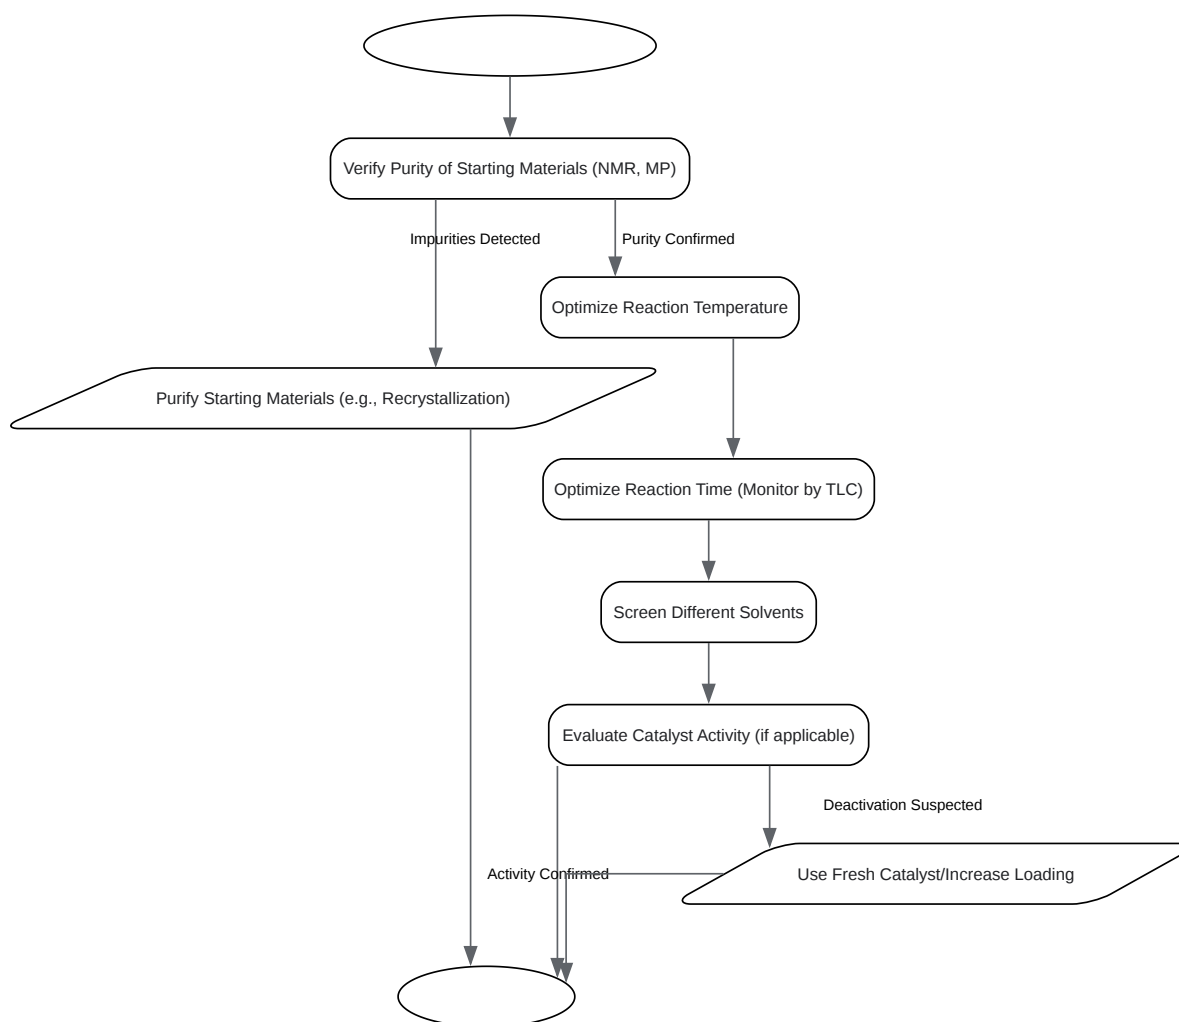 Verify Purity of Starting Materials (NMR, MP)
Impurities Detected
Purity Confirmed
Optimize Reaction Temperature
Purify Starting Materials (e.g., Recrystallization)
Optimize Reaction Time (Monitor by TLC)
Screen Different Solvents
Evaluate Catalyst Activity (if applicable)
Deactivation Suspected
Activity Confirmed
Use Fresh Catalyst/Increase Loading